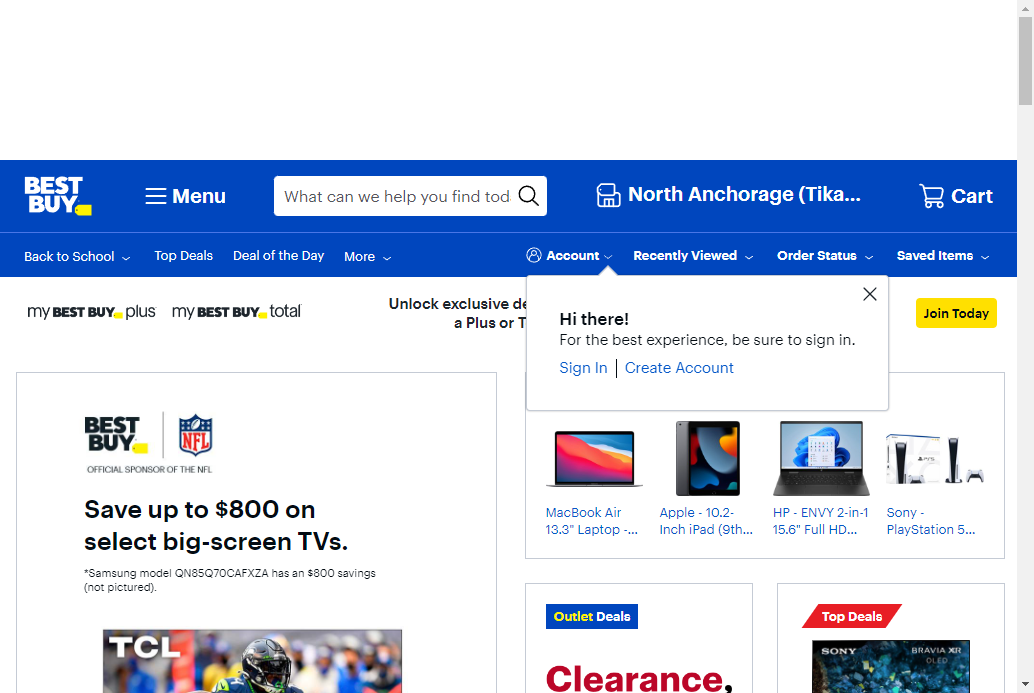 BEST BUY
Menu
What can we help you find tod
North Anchorage (Tika...
Cart
Back to School
Top Deals
Deal of the Day
More
Account
Recently Viewed
Order Status
Saved Items
my BEST BUY plus
my BEST BUY total
Unlock exclusive de
a Plus or T
Join Today
Hi there!
For the best experience, be sure to sign in.
Sign In
Create Account
BEST BUY
NFL
OFFICIAL SPONSOR OF THE NFL
Save up to $800 on
select big-screen TVs.
*Samsung model QN85Q70CAFXZA has an $800 savings
(not pictured).
TCL
MacBook Air
13.3" Laptop -...
Apple - 10.2-
Inch iPad (9th...
HP - ENVY 2-in-1
15.6" Full HD...
Sony -
PlayStation 5...
Outlet Deals
Clearance,
Top Deals
SONY
BRAVIA XR
OLED